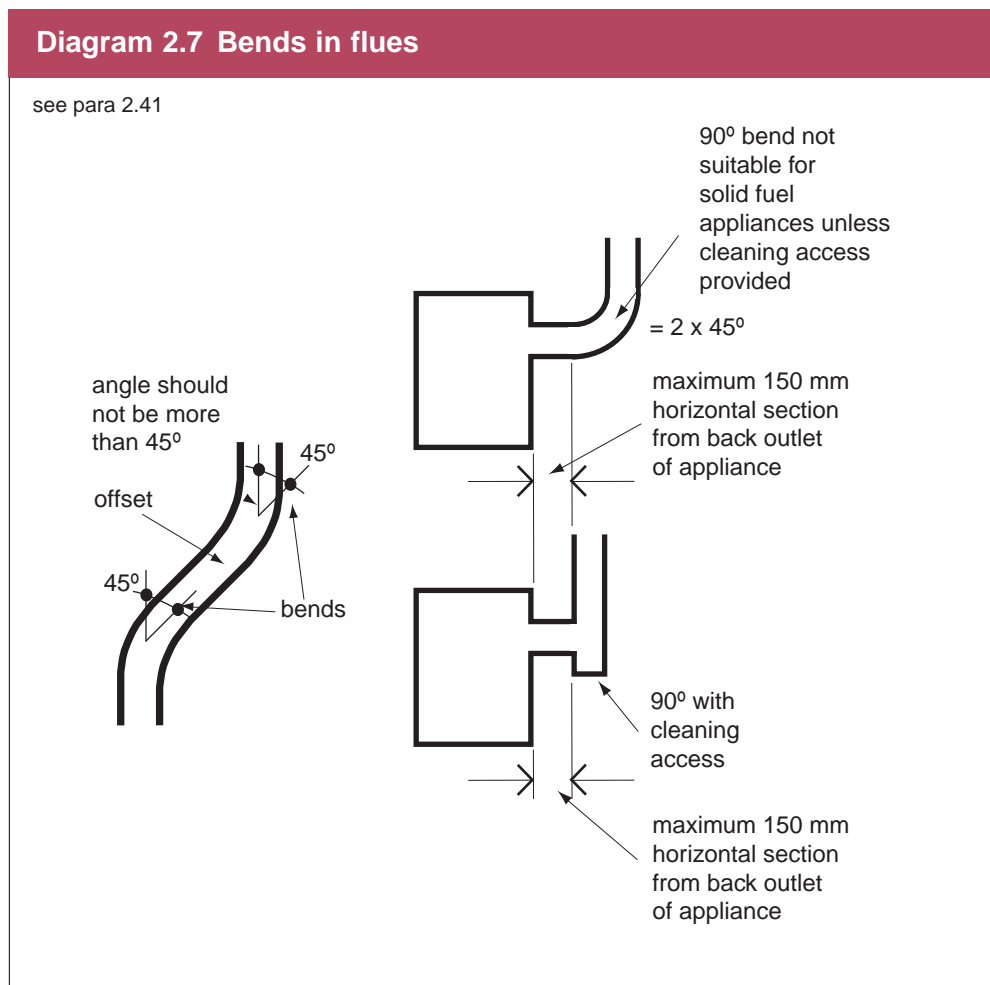 Diagram 2.7 Bends in flues
see para 2.41
90º bend not
suitable for
solid fuel
appliances unless
cleaning access
provided
= 2 x 45º
maximum 150 mm
horizontal section
from back outlet
of appliance
angle should
not be more
than 45º
45º
offset
45º
bends
90º with
cleaning
access
maximum 150 mm
horizontal section
from back outlet
of appliance